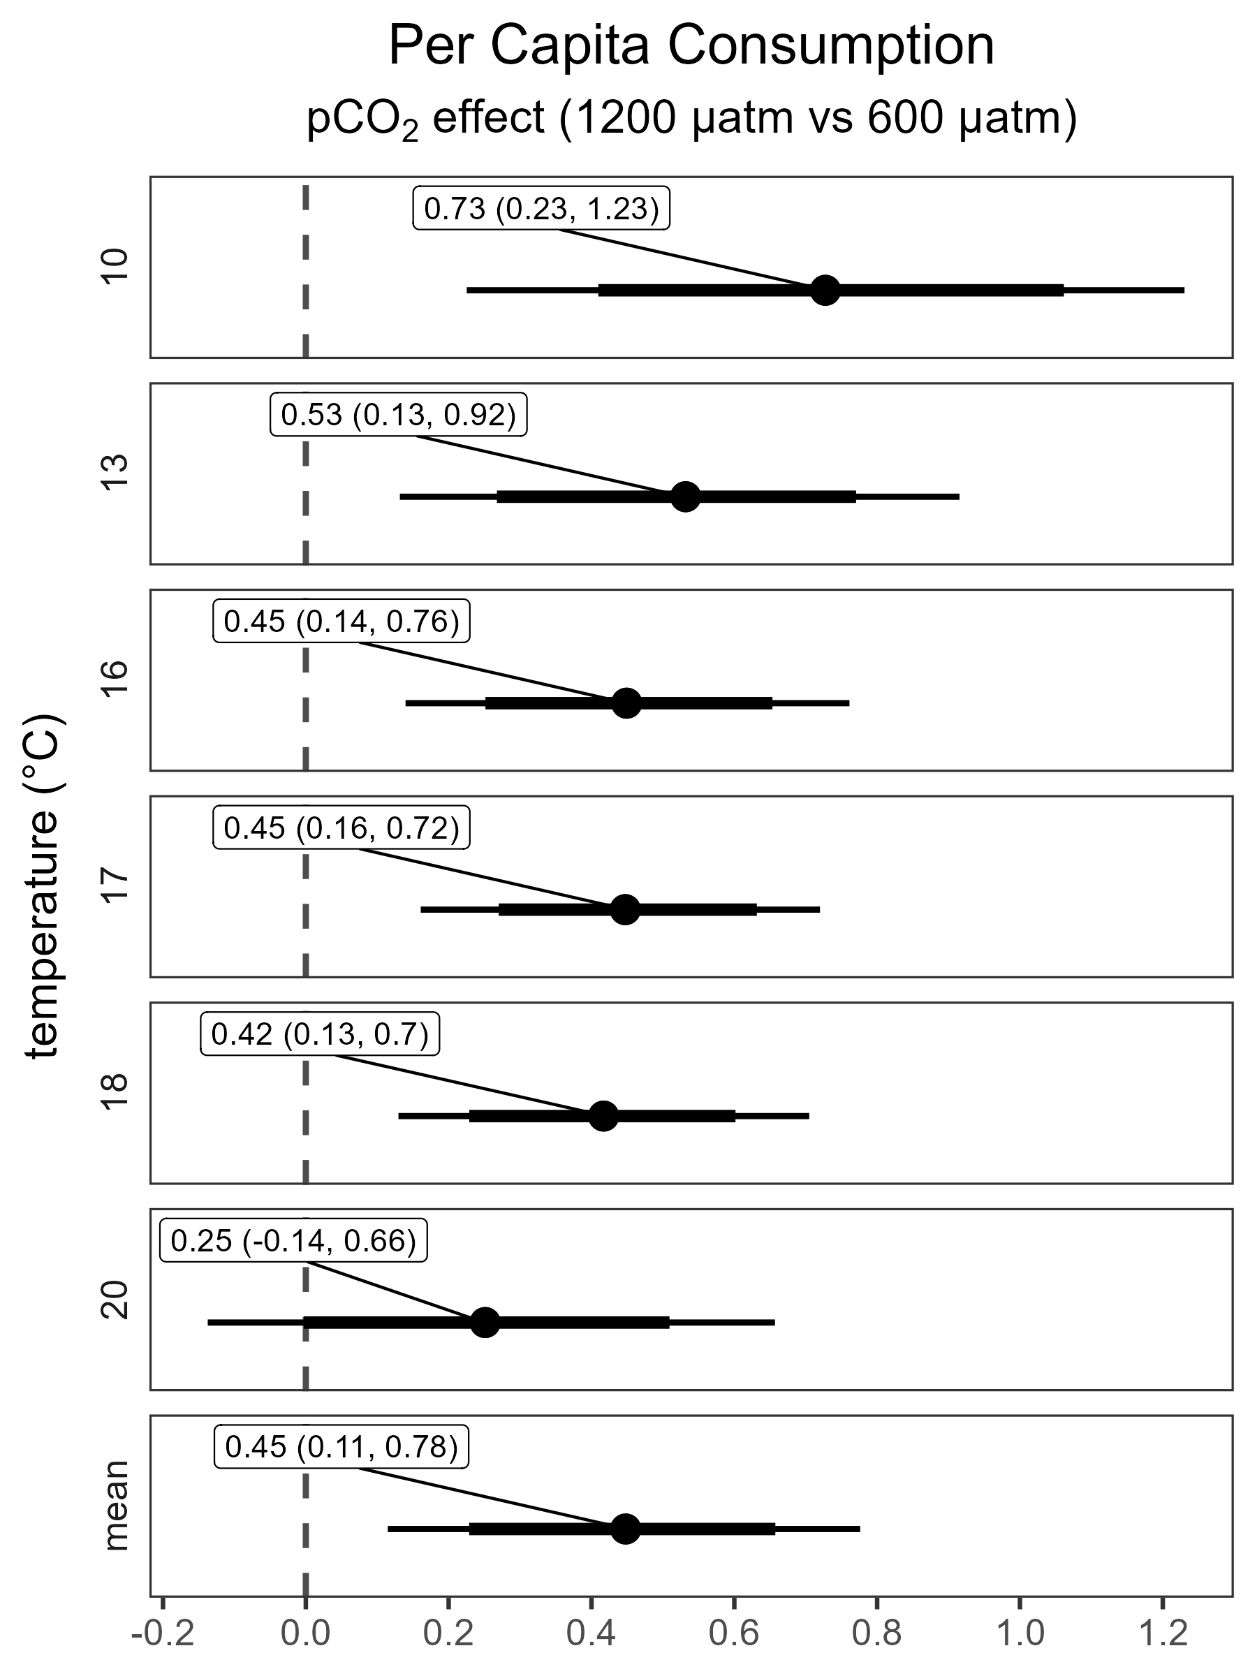 Per Capita Consumption
pCO₂ effect (1200 µatm vs 600 µatm)
temperature (°C)
10
0.73 (0.23, 1.23)
13
0.53 (0.13, 0.92)
16
0.45 (0.14, 0.76)
17
0.45 (0.16, 0.72)
18
0.42 (0.13, 0.7)
20
0.25 (-0.14, 0.66)
mean
0.45 (0.11, 0.78)
-0.2 0.0 0.2 0.4 0.6 0.8 1.0 1.2